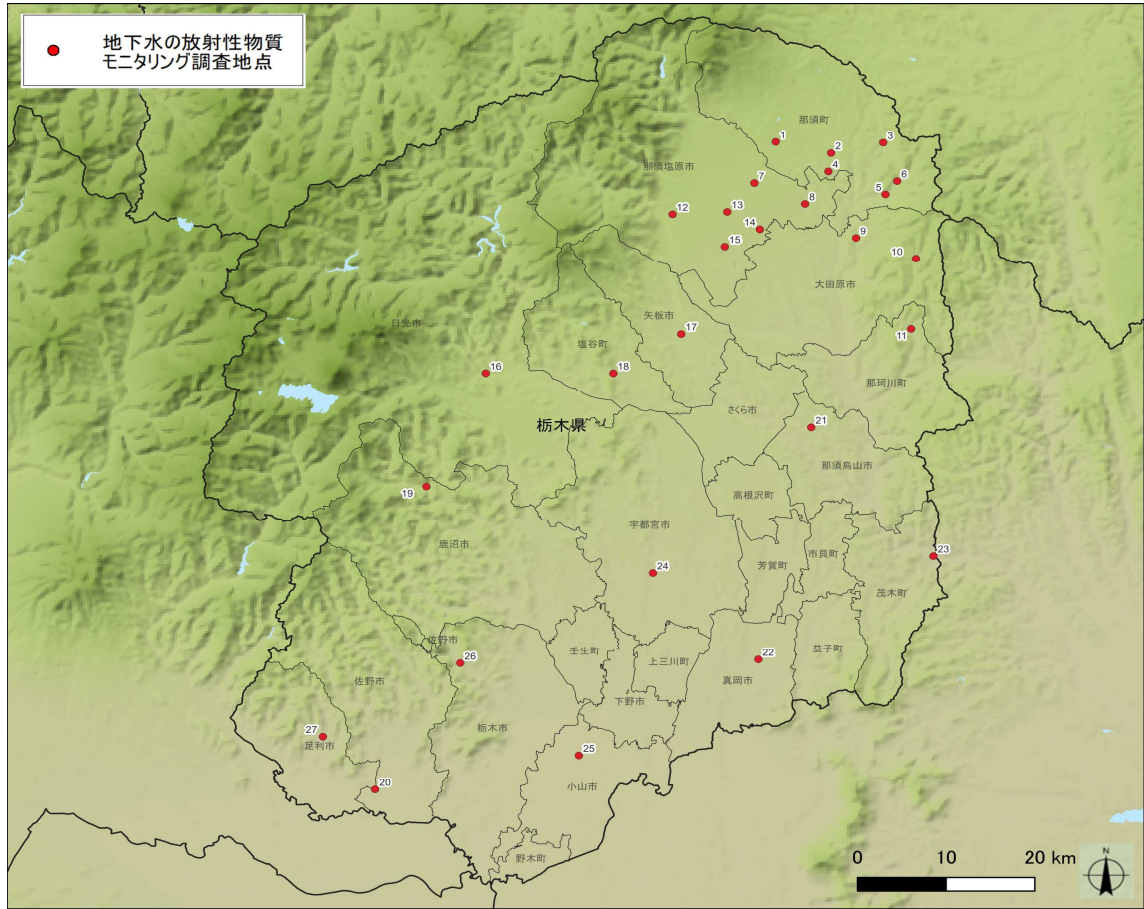 地下水の放射性物質
モニタリング調査地点
那須町
1
3
2
4
那須塩原市
7
6
5
8
12
13
14
9
15
10
大田原市
日光市
矢板市
17
11
塩谷町
16
18
那珂川町
さくら市
栃木県
21
那須烏山市
19
高根沢町
宇都宮市
鹿沼市
市貝町
23
芳賀町
24
茂木町
佐野市
壬生町
26
上三川町
22
益子町
佐野市
真岡市
下野市
栃木市
27
足利市
25
20
小山市
野木町
0 10 20 km
N